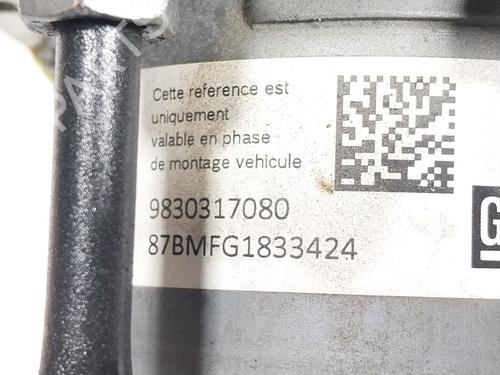 Cette reference est
uniquement
valable en phase
de montage vehicule
9830317080
87BMFG1833424
G